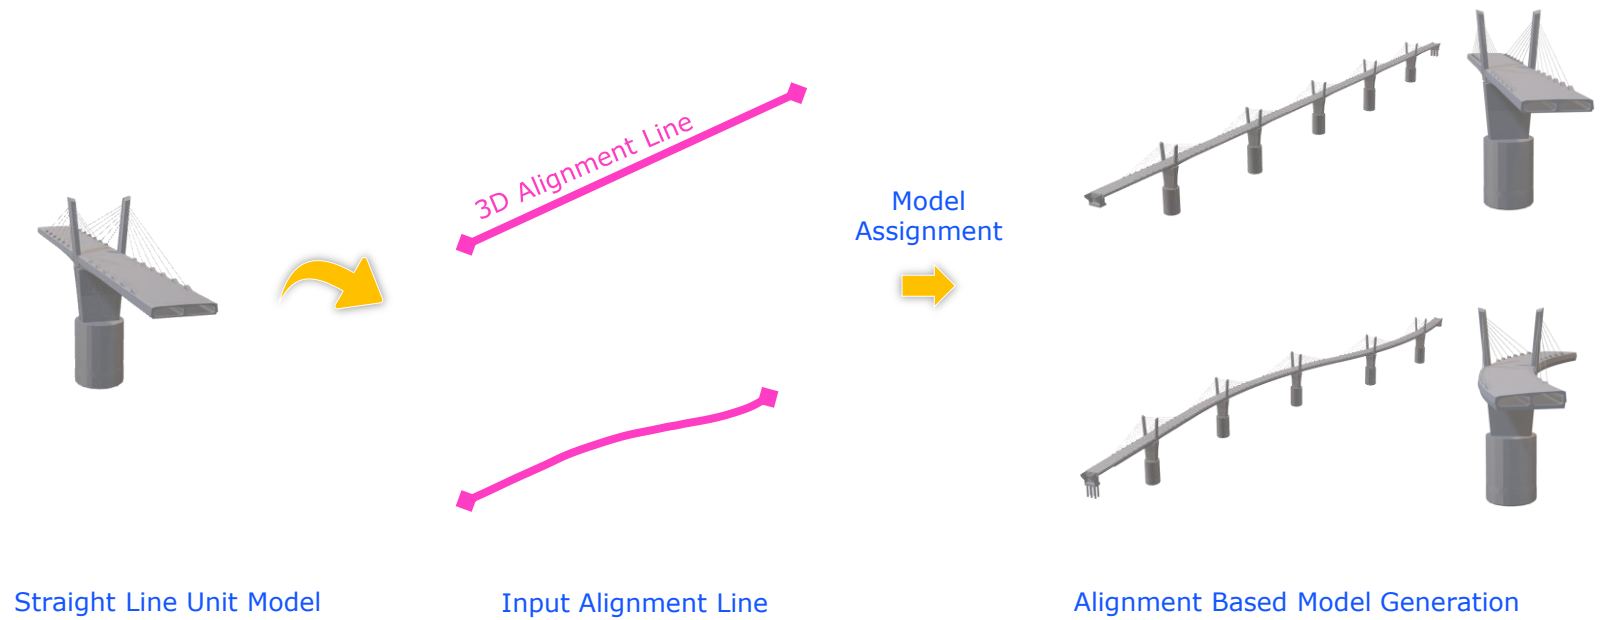 3D Alignment Line
Model
Assignment
Straight Line Unit Model
Input Alignment Line
Alignment Based Model Generation